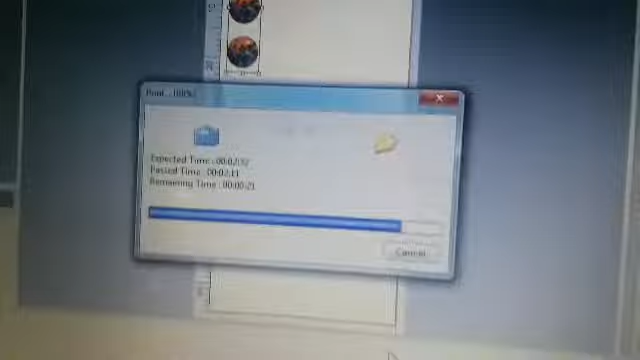 Expected Time : 00:02:32
Passed Time : 00:02:11
Remaining Time : 00:00:21
Cancel